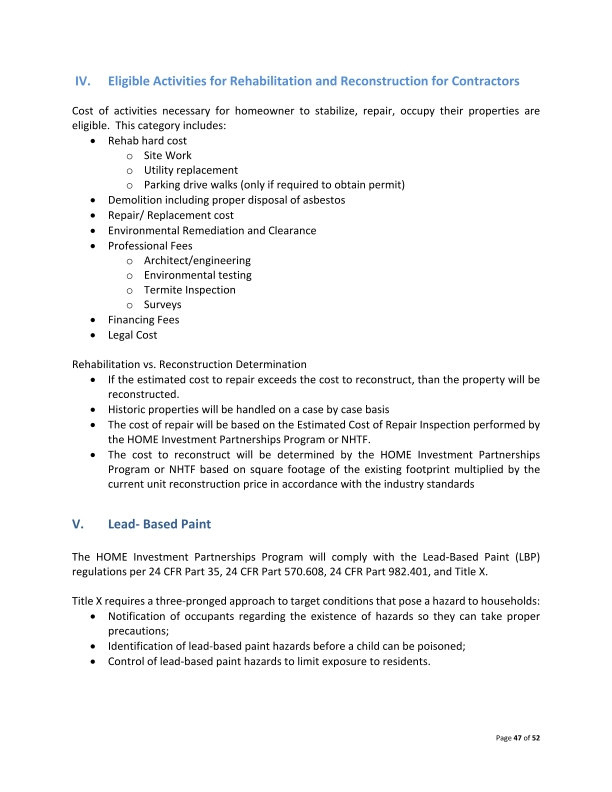 IV. Eligible Activities for Rehabilitation and Reconstruction for Contractors
Cost of activities necessary for homeowner to stabilize, repair, occupy their properties are
eligible. This category includes:
• Rehab hard cost
o Site Work
o Utility replacement
o Parking drive walks (only if required to obtain permit)
• Demolition including proper disposal of asbestos
• Repair/ Replacement cost
• Environmental Remediation and Clearance
• Professional Fees
o Architect/engineering
o Environmental testing
o Termite Inspection
o Surveys
• Financing Fees
• Legal Cost
Rehabilitation vs. Reconstruction Determination
• If the estimated cost to repair exceeds the cost to reconstruct, than the property will be
reconstructed.
• Historic properties will be handled on a case by case basis
• The cost of repair will be based on the Estimated Cost of Repair Inspection performed by
the HOME Investment Partnerships Program or NHTF.
• The cost to reconstruct will be determined by the HOME Investment Partnerships
Program or NHTF based on square footage of the existing footprint multiplied by the
current unit reconstruction price in accordance with the industry standards
V. Lead- Based Paint
The HOME Investment Partnerships Program will comply with the Lead-Based Paint (LBP)
regulations per 24 CFR Part 35, 24 CFR Part 570.608, 24 CFR Part 982.401, and Title X.
Title X requires a three-pronged approach to target conditions that pose a hazard to households:
• Notification of occupants regarding the existence of hazards so they can take proper
precautions;
• Identification of lead-based paint hazards before a child can be poisoned;
• Control of lead-based paint hazards to limit exposure to residents.
Page 47 of 52